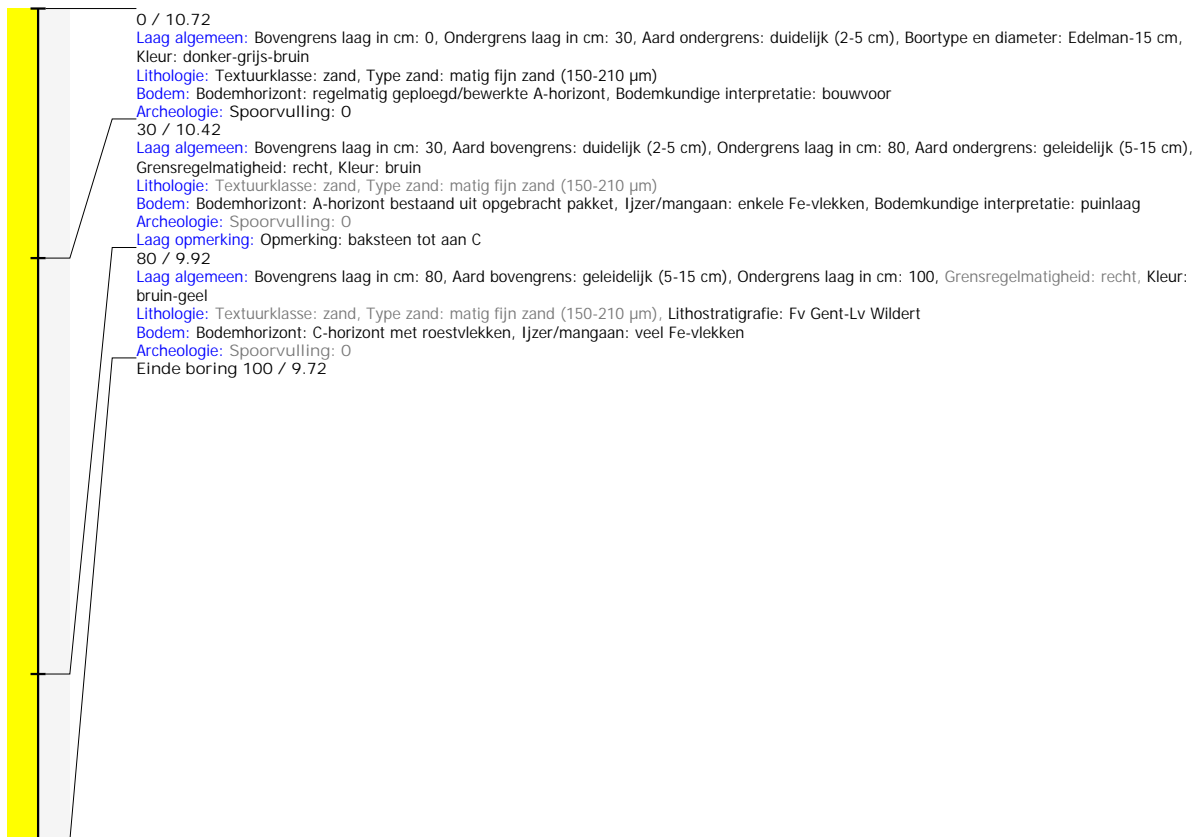 0 / 10.72
Laag algemeen: Bovengrens laag in cm: 0, Ondergrens laag in cm: 30, Aard ondergrens: duidelijk (2-5 cm), Boortype en diameter: Edelman-15 cm,
Kleur: donker-grijs-bruin
Lithologie: Textuurklasse: zand, Type zand: matig fijn zand (150-210 µm)
Bodem: Bodemhorizont: regelmatig geploegd/bewerkte A-horizont, Bodemkundige interpretatie: bouwvoor
Archeologie: Spoorvulling: 0
30 / 10.42
Laag algemeen: Bovengrens laag in cm: 30, Aard bovengrens: duidelijk (2-5 cm), Ondergrens laag in cm: 80, Aard ondergrens: geleidelijk (5-15 cm),
Grensregelmatigheid: recht, Kleur: bruin
Lithologie: Textuurklasse: zand, Type zand: matig fijn zand (150-210 µm)
Bodem: Bodemhorizont: A-horizont bestaand uit opgebracht pakket, Ijzer/mangaan: enkele Fe-vlekken, Bodemkundige interpretatie: puinlaag
Archeologie: Spoorvulling: 0
Laag opmerking: Opmerking: baksteen tot aan C
80 / 9.92
Laag algemeen: Bovengrens laag in cm: 80, Aard bovengrens: geleidelijk (5-15 cm), Ondergrens laag in cm: 100, Grensregelmatigheid: recht, Kleur:
bruin-geel
Lithologie: Textuurklasse: zand, Type zand: matig fijn zand (150-210 µm), Lithostratigrafie: Fv Gent-Lv Wildert
Bodem: Bodemhorizont: C-horizont met roestvlekken, Ijzer/mangaan: veel Fe-vlekken
Archeologie: Spoorvulling: 0
Einde boring 100 / 9.72